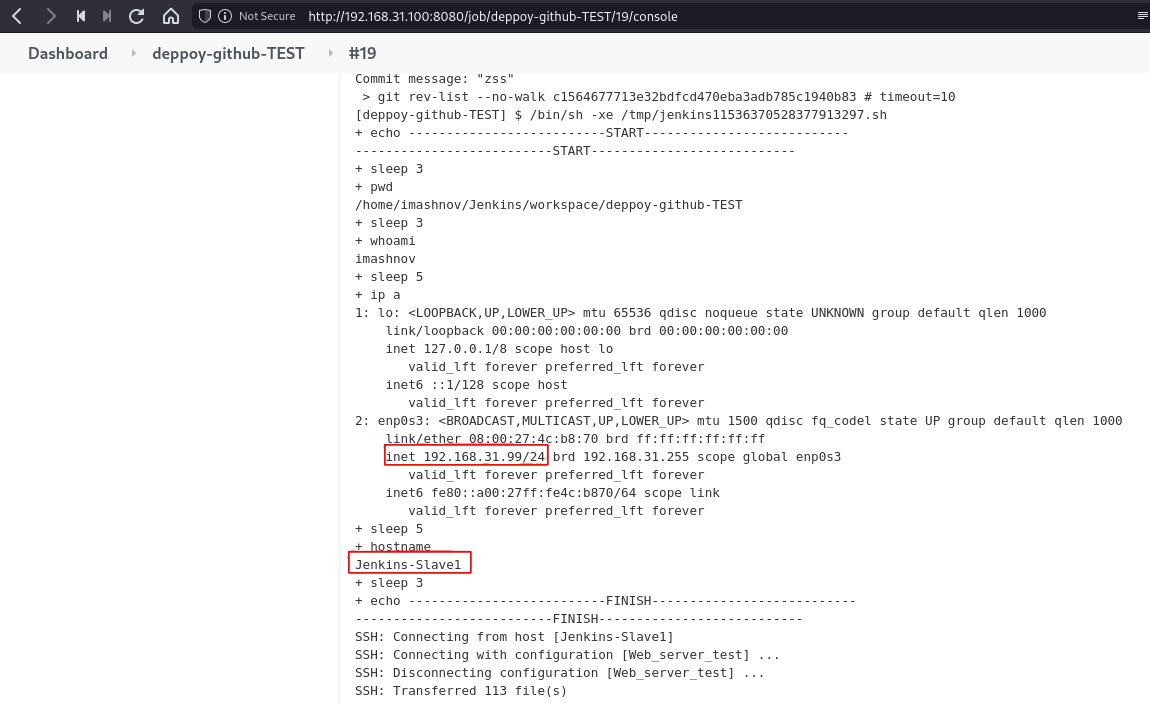 Not Secure http://192.168.31.100:8080/job/deppoy-github-TEST/19/console
Dashboard deppoy-github-TEST #19
Commit message: "zss"
 > git rev-list --no-walk c1564677713e32bdfcd470eba3adb785c1940b83 # timeout=10
[deppoy-github-TEST] $ /bin/sh -xe /tmp/jenkins11536370528377913297.sh
+ echo --------------------------START---------------------------
--------------------------START---------------------------
+ sleep 3
+ pwd
/home/imashnov/Jenkins/workspace/deppoy-github-TEST
+ sleep 3
+ whoami
imashnov
+ sleep 5
+ ip a
1: lo: <LOOPBACK,UP,LOWER_UP> mtu 65536 qdisc noqueue state UNKNOWN group default qlen 1000
    link/loopback 00:00:00:00:00:00 brd 00:00:00:00:00:00
    inet 127.0.0.1/8 scope host lo
       valid_lft forever preferred_lft forever
    inet6 ::1/128 scope host
       valid_lft forever preferred_lft forever
2: enp0s3: <BROADCAST,MULTICAST,UP,LOWER_UP> mtu 1500 qdisc fq_codel state UP group default qlen 1000
    link/ether 08:00:27:4c:b8:70 brd ff:ff:ff:ff:ff:ff
    inet 192.168.31.99/24 brd 192.168.31.255 scope global enp0s3
       valid_lft forever preferred_lft forever
    inet6 fe80::a00:27ff:fe4c:b870/64 scope link
       valid_lft forever preferred_lft forever
+ sleep 5
+ hostname
Jenkins-Slave1
+ sleep 3
+ echo --------------------------FINISH---------------------------
--------------------------FINISH---------------------------
SSH: Connecting from host [Jenkins-Slave1]
SSH: Connecting with configuration [Web_server_test] ...
SSH: Disconnecting configuration [Web_server_test] ...
SSH: Transferred 113 file(s)